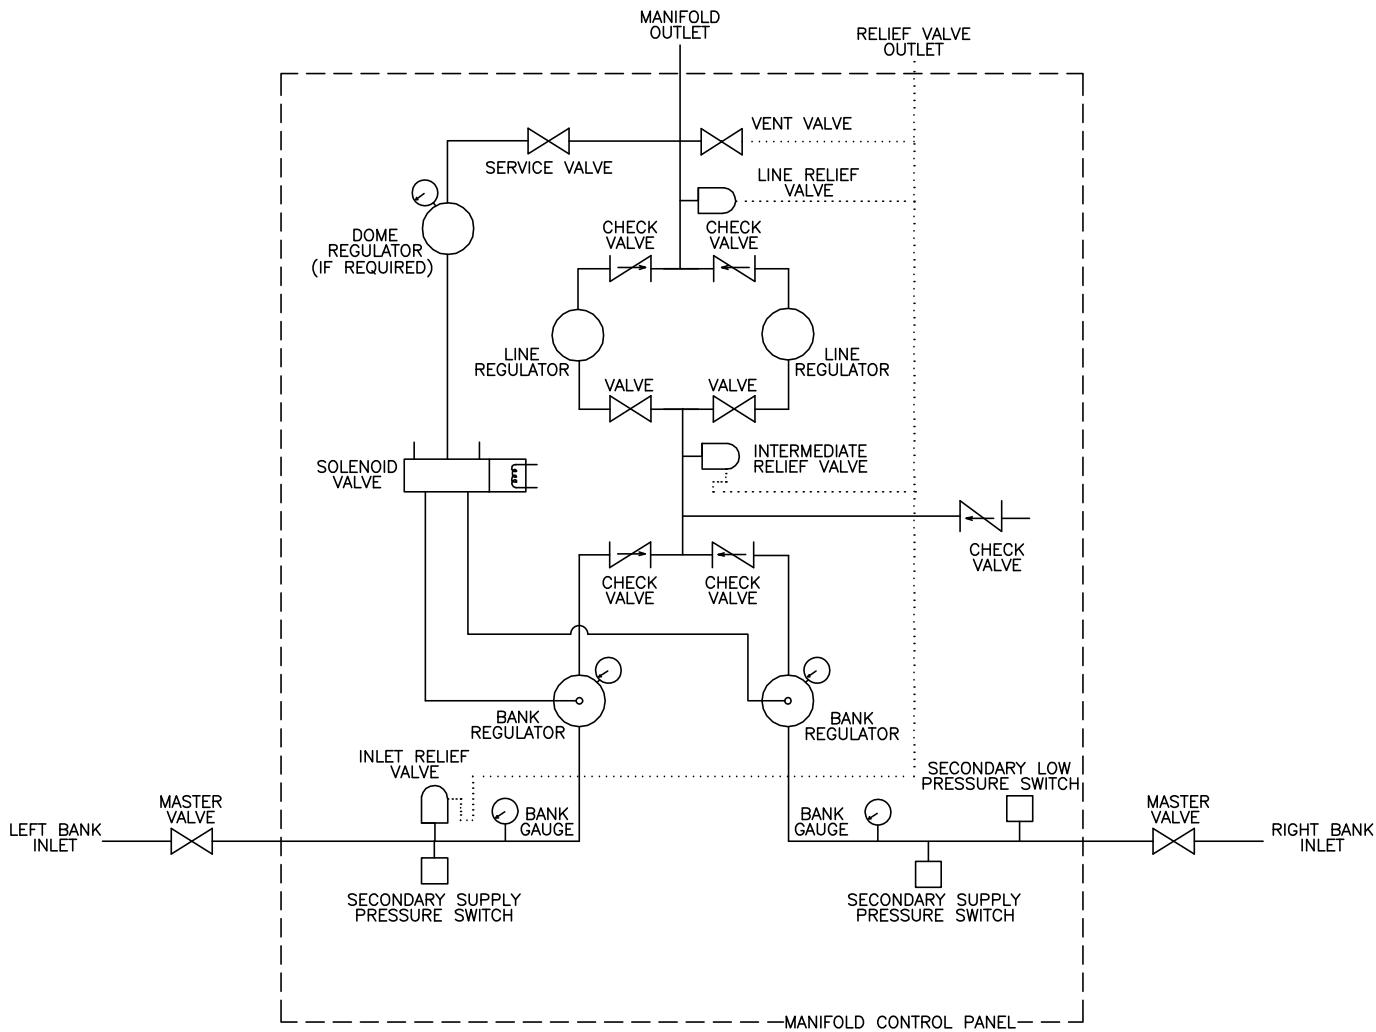 MANIFOLD
OUTLET
RELIEF VALVE
OUTLET
VENT VALVE
SERVICE VALVE
LINE RELIEF
VALVE
DOME
REGULATOR
(IF REQUIRED)
CHECK
VALVE
CHECK
VALVE
LINE
REGULATOR
LINE
REGULATOR
VALVE
VALVE
SOLENOID
VALVE
INTERMEDIATE
RELIEF VALVE
CHECK
VALVE
CHECK
VALVE
CHECK
VALVE
BANK
REGULATOR
BANK
REGULATOR
INLET RELIEF
VALVE
SECONDARY LOW
PRESSURE SWITCH
MASTER
VALVE
BANK
GAUGE
BANK
GAUGE
MASTER
VALVE
LEFT BANK
INLET
RIGHT BANK
INLET
SECONDARY SUPPLY
PRESSURE SWITCH
SECONDARY SUPPLY
PRESSURE SWITCH
MANIFOLD CONTROL PANEL